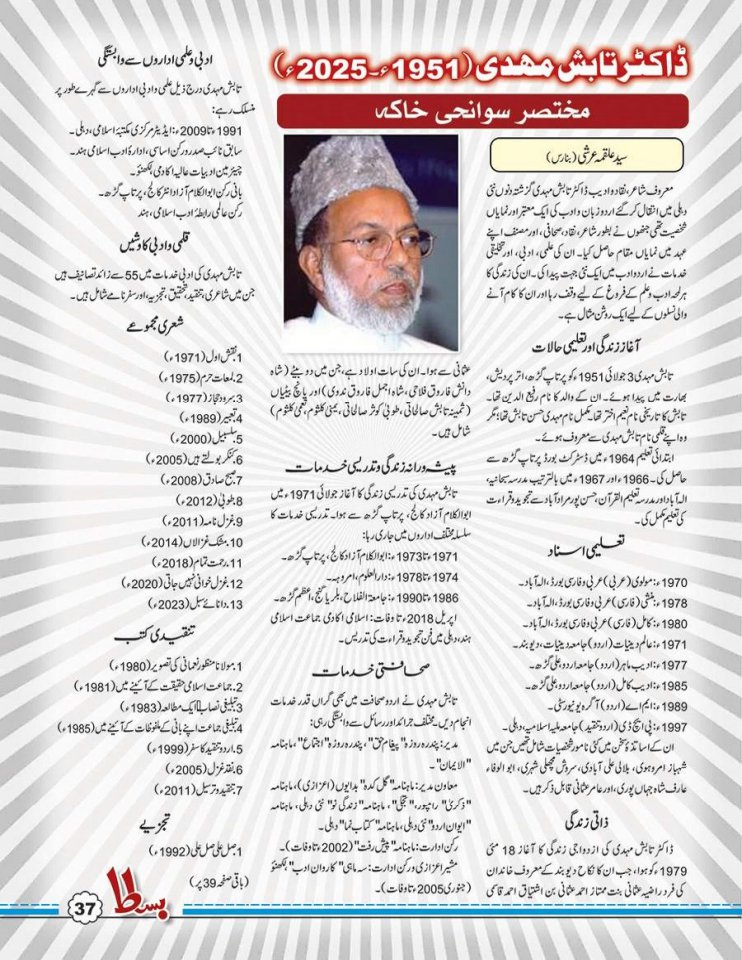 ڈاکٹر تابش مہدی (1951ء-2025ء)
مختصر سوانحی خاکہ
سید علقمہ عرشی (بنارس)
معروف شاعر، نقاد و ادیب ڈاکٹر تابش مہدی گزشتہ دنوں نئی
دہلی میں انتقال کر گئے اردو زبان و ادب کی ایک معتبر اور نمایاں
شخصیت تھی جنھوں نے بطور شاعر، نقاد، صحافی، اور مصنف اپنے
عہد میں نمایاں مقام حاصل کیا۔ ان کی علمی، ادبی، اور تخلیقی
خدمات نے اردو ادب میں ایک نئی جہت پیدا کی۔ ان کی زندگی کا
ہر لمحہ ادب و علم کے فروغ کے لیے وقف رہا اور ان کا کام آنے
والی نسلوں کے لیے ایک روشن مثال ہے۔
آغاز زندگی اور تعلیمی حالات
تابش مہدی 3 جولائی 1951ء کو پرتاپ گڑھ، اتر پردیش،
بھارت میں پیدا ہوئے۔ ان کے والد کا نام رفیع الدین تھا۔
تابش کا تاریخی نام نعیم اختر تھا۔ مکمل نام مہدی حسن تابش تھا؛ مگر
وہ اپنے قلمی نام تابش مہدی سے معروف ہوئے۔
ابتدائی تعلیم 1964ء میں ڈسٹرکٹ بورڈ پرتاپ گڑھ سے
حاصل کی۔ 1966ء اور 1967ء میں بالترتیب مدرسہ سبحانیہ،
الٰہ آباد اور مدرسہ تعلیم القرآن، حسن پور مراد آباد سے تجوید و قراءت
کی تعلیم مکمل کی۔
تعلیمی اسناد
1970ء: مولوی (عربی) عربی و فارسی بورڈ، الہ آباد۔
1978ء: منشی (فارسی) عربی و فارسی بورڈ، الہ آباد۔
1980ء: کامل (فارسی) عربی و فارسی بورڈ، الہ آباد۔
1971ء: عالم دینیات (اردو) جامعہ دینیات، دیوبند۔
1977ء: ادیب ماہر (اردو) جامعہ اردو، علی گڑھ۔
1985ء: ادیب کامل (اردو) جامعہ اردو، علی گڑھ۔
1989ء: ایم اے (اردو) آگرہ یونیورسٹی۔
1997ء: پی ایچ ڈی (اردو تنقید) جامعہ ملیہ اسلامیہ، دہلی۔
ان کے اساتذۂ سخن میں کئی نامور شخصیات شامل تھیں جن میں
شہباز امروہوی، بلالی علی آبادی، سروش مچھلی شہری، ابوالوفاء
عارف شاہ جہاں پوری، اور عامر عثمانی قابل ذکر ہیں۔
ذاتی زندگی
ڈاکٹر تابش مہدی کی ازدواجی زندگی کا آغاز 18 مئی
1979ء کو ہوا، جب ان کا نکاح دیوبند کے معروف خاندان
کی فرد راضیہ عثمانی بنت ممتاز احمد عثمانی بن اشتیاق احمد قاسمی
عثمانی سے ہوا۔ ان کی سات اولاد ہے، جن میں دو بیٹے (شاہ
دانش فاروق فلاحی، شاہ اجمل فاروق ندوی) اور پانچ بیٹیاں
(ثمینہ تابش صالحاتی، طوبیٰ کوثر صالحاتی، یمنیٰ کلثوم، نعمیٰ کلثوم)
شامل ہیں۔
پیشہ ورانہ زندگی و تدریسی خدمات
تابش مہدی کی تدریسی زندگی کا آغاز جولائی 1971ء میں
ابوالکلام آزاد کالج، پرتاپ گڑھ سے ہوا۔ تدریسی خدمات کا
سلسلہ مختلف اداروں میں جاری رہا:
1971 تا 1973ء: ابوالکلام آزاد کالج، پرتاپ گڑھ۔
1974 تا 1978ء: دارالعلوم، امروہہ۔
1986 تا 1990ء: جامعۃ الفلاح، بلریا گنج، اعظم گڑھ۔
اپریل 2018ء تا وفات: اسلامی اکادمی جماعت اسلامی
ہند، دہلی میں فن تجوید و قراءت کی تدریس۔
صحافتی خدمات
تابش مہدی نے اردو صحافت میں بھی گراں قدر خدمات
انجام دیں۔ مختلف جرائد اور رسائل سے وابستگی رہی:
مدیر: پندرہ روزہ "پیغام حق"، پندرہ روزہ "اجتماع"، ماہنامہ
"الایمان"۔
معاون مدیر: ماہنامہ "گل کدہ" بدایوں (اعزازی)، ماہنامہ
"ذکریٰ" رامپور، "تجلی"، ماہنامہ "زندگی نو" نئی دہلی، ماہنامہ
"ایوان اردو" نئی دہلی، ماہنامہ "کتاب نما" دہلی۔
رکن ادارت: ماہنامہ "پیش رفت" (2002 تا وفات)۔
مشیر اعزازی و رکن ادارت: سہ ماہی "کاروان ادب" لکھنؤ
(جنوری 2005 تا وفات)۔
ادبی و علمی اداروں سے وابستگی
تابش مہدی درج ذیل علمی و ادبی اداروں سے گہرے طور پر
منسلک رہے:
1991 تا 2009ء: ایڈیٹر مرکزی مکتبہ اسلامی، دہلی۔
سابق نائب صدر و رکن اساسی، ادارۂ ادب اسلامی ہند۔
چیئرمین ادبیات عالیہ اکادمی، لکھنؤ۔
بانی رکن ابوالکلام آزاد انٹر کالج، پرتاپ گڑھ۔
رکن عالمی رابطۂ ادب اسلامی، ہند
قلمی و ادبی کاوشیں
تابش مہدی کی ادبی خدمات میں 55 سے زائد تصانیف ہیں
جن میں شاعری، تنقید، تحقیق، تجزیہ، اور سفرنامے شامل ہیں۔
شعری مجموعے
1. نقش اول (1971ء)
2. لمعات حرم (1975ء)
3. سرود حجاز (1977ء)
4. تعبیر (1989ء)
5. سلسبیل (2000ء)
6. کنکر بولتے ہیں (2005ء)
7. صبح صادق (2008ء)
8. طوبیٰ (2012ء)
9. غزل نامہ (2011ء)
10. مشک غزالاں (2014ء)
11. رحمت تمام (2018ء)
12. غزل خوانی نہیں جاتی (2020ء)
13. دانائے سبل (2023ء)
تنقیدی کتب
1. مولانا منظور نعمانی کی تصویر (1980ء)
2. جماعت اسلامی حقیقت کے آئینے میں (1981ء)
3. تبلیغی نصاب ایک مطالعہ (1983ء)
4. تبلیغی جماعت اپنے بانی کے ملفوظات کے آئینے میں (1985ء)
5. اردو تنقید کا سفر (1999ء)
6. نقد غزل (2005ء)
7. تنقید و ترسیل (2011ء)
تجزیے
1. صل علیٰ صل علیٰ (1992ء)
(باقی صفحہ 39 پر)
بساط
37